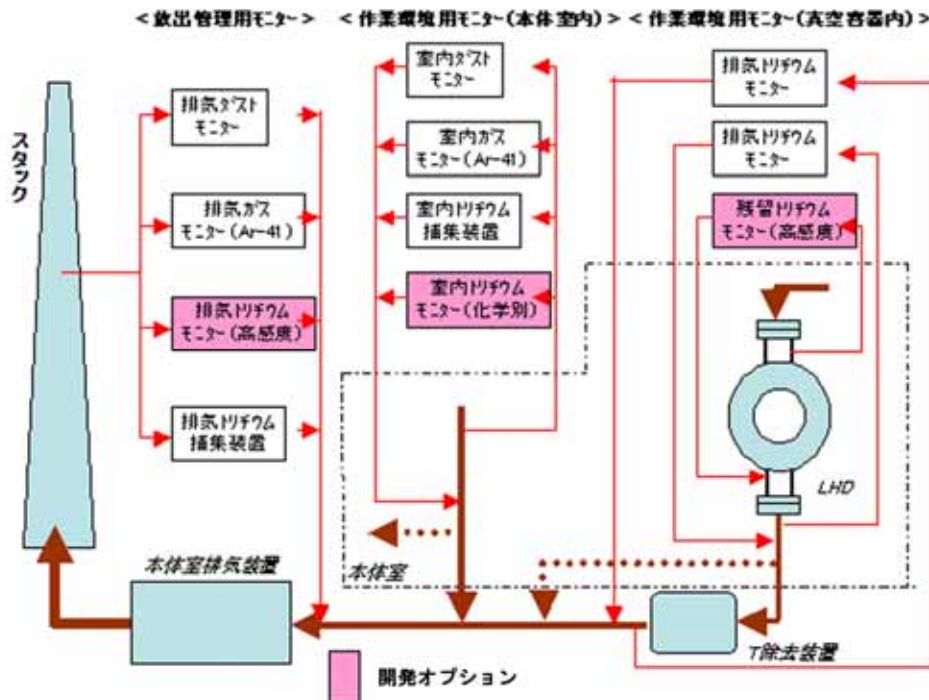 <放出管理用モニター>
<作業環境用モニター(本体室内)>
<作業環境用モニター(真空容器内)>
スタック
排気ダスト
モニター
排気ガス
モニター(Ar-41)
排気トリチウム
モニター(高感度)
排気トリチウム
捕集装置
室内ダスト
モニター
室内ガス
モニター(Ar-41)
室内トリチウム
捕集装置
室内トリチウム
モニター(化学別)
排気トリチウム
モニター
排気トリチウム
モニター
残留トリチウム
モニター(高感度)
LHD
本体室
本体室排気装置
T除去装置
開発オプション